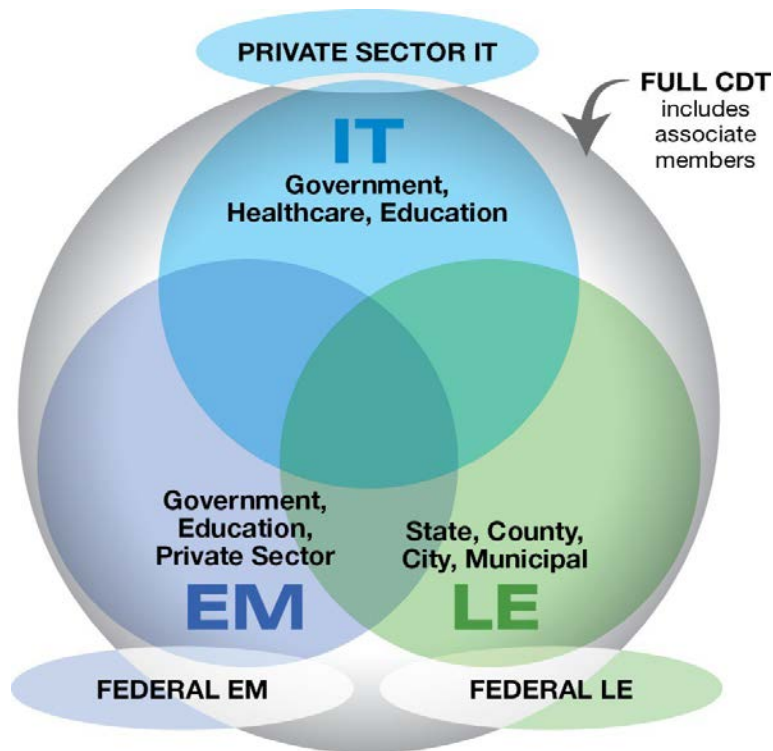 PRIVATE SECTOR IT
FULL CDT
includes
associate
members
IT
Government,
Healthcare, Education
Government,
Education,
Private Sector
EM
State, County,
City, Municipal
LE
FEDERAL EM
FEDERAL LE